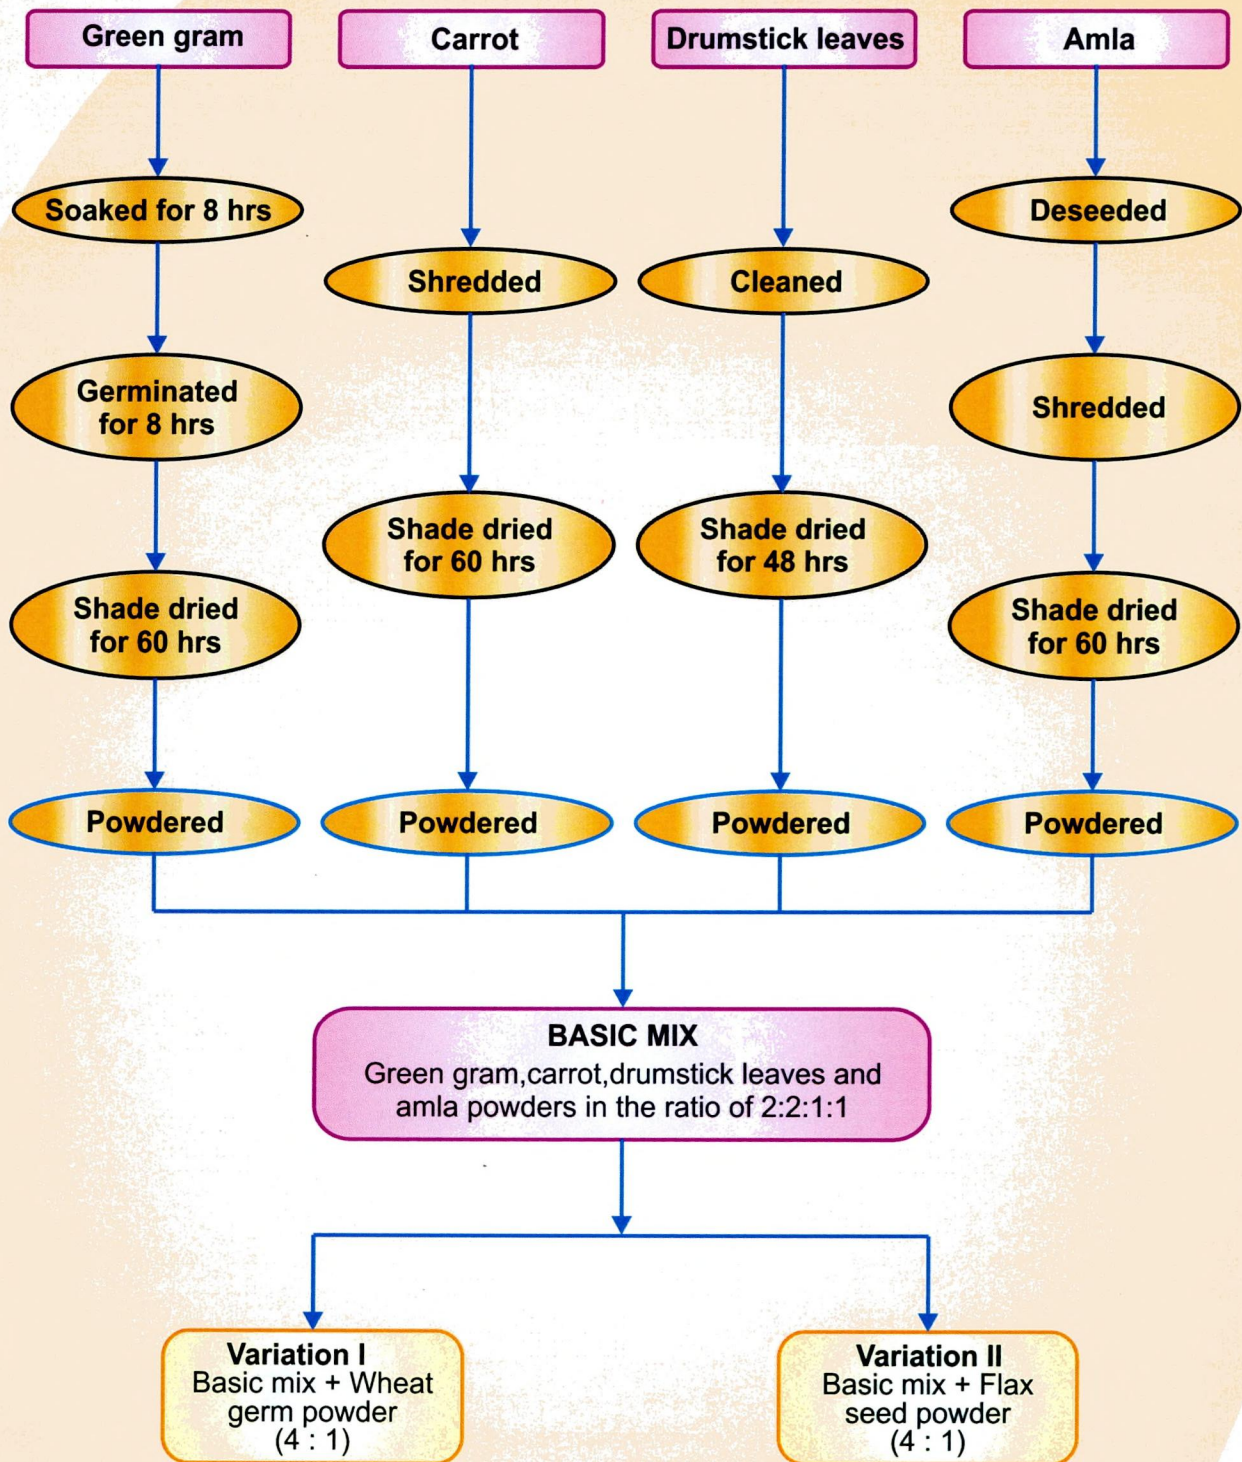 Green gram
Carrot
Drumstick leaves
Amla
Soaked for 8 hrs
Deseeded
Shredded
Cleaned
Germinated
for 8 hrs
Shredded
Shade dried
for 60 hrs
Shade dried
for 48 hrs
Shade dried
for 60 hrs
Shade dried
for 60 hrs
Powdered
Powdered
Powdered
Powdered
BASIC MIX
Green gram,carrot,drumstick leaves and
amla powders in the ratio of 2:2:1:1
Variation I
Basic mix + Wheat
germ powder
(4 : 1)
Variation II
Basic mix + Flax
seed powder
(4 : 1)